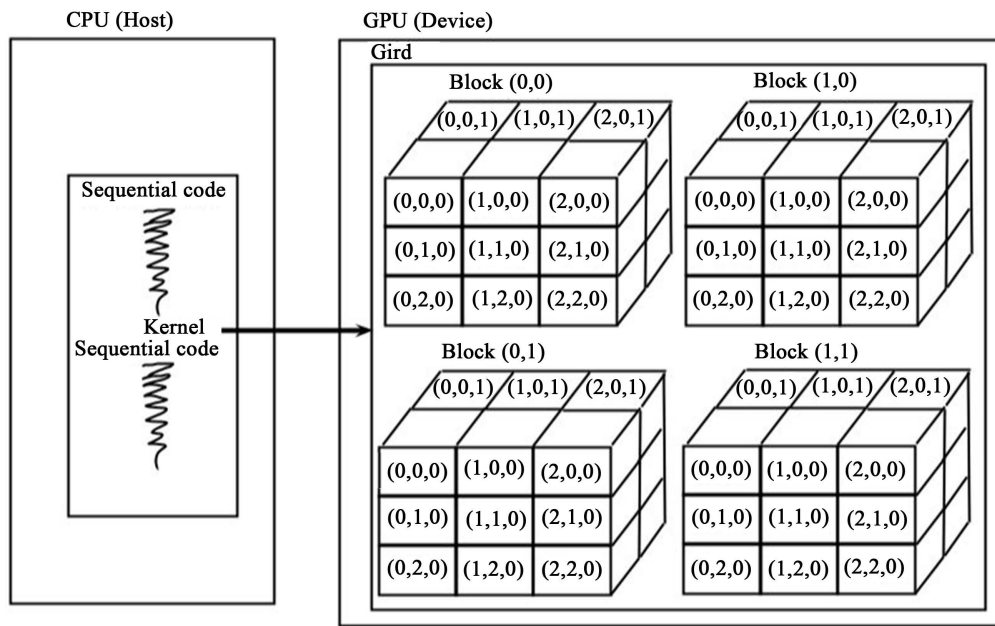 CPU (Host)
Sequential code
Kernel
Sequential code
GPU (Device)
Gird
Block (0,0)
(0,0,1) (1,0,1) (2,0,1)
(0,0,0) (1,0,0) (2,0,0)
(0,1,0) (1,1,0) (2,1,0)
(0,2,0) (1,2,0) (2,2,0)
Block (1,0)
(0,0,1) (1,0,1) (2,0,1)
(0,0,0) (1,0,0) (2,0,0)
(0,1,0) (1,1,0) (2,1,0)
(0,2,0) (1,2,0) (2,2,0)
Block (0,1)
(0,0,1) (1,0,1) (2,0,1)
(0,0,0) (1,0,0) (2,0,0)
(0,1,0) (1,1,0) (2,1,0)
(0,2,0) (1,2,0) (2,2,0)
Block (1,1)
(0,0,1) (1,0,1) (2,0,1)
(0,0,0) (1,0,0) (2,0,0)
(0,1,0) (1,1,0) (2,1,0)
(0,2,0) (1,2,0) (2,2,0)